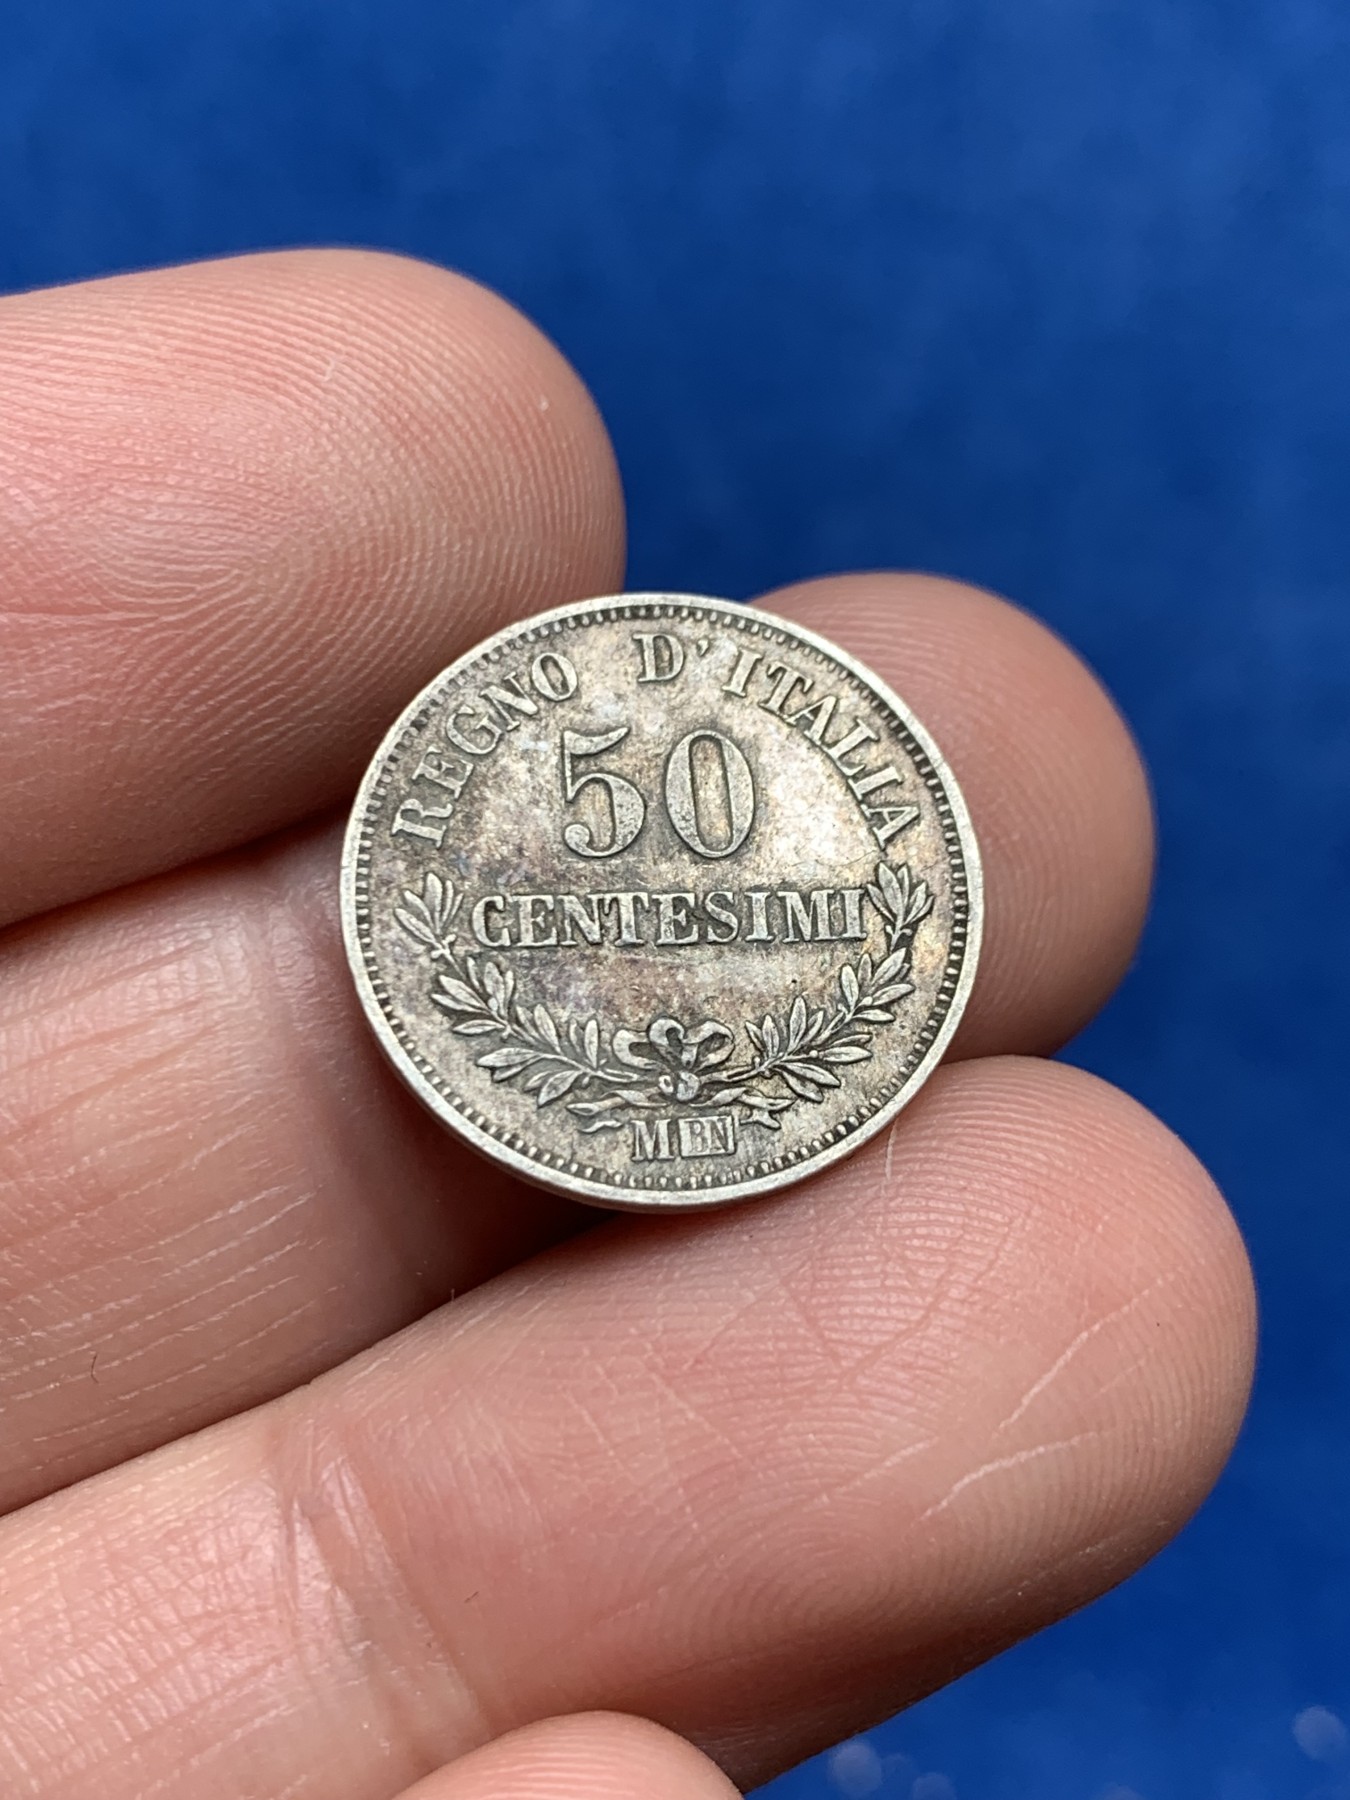 REGNO D'ITALIA
50
CENTESIMI
M BN